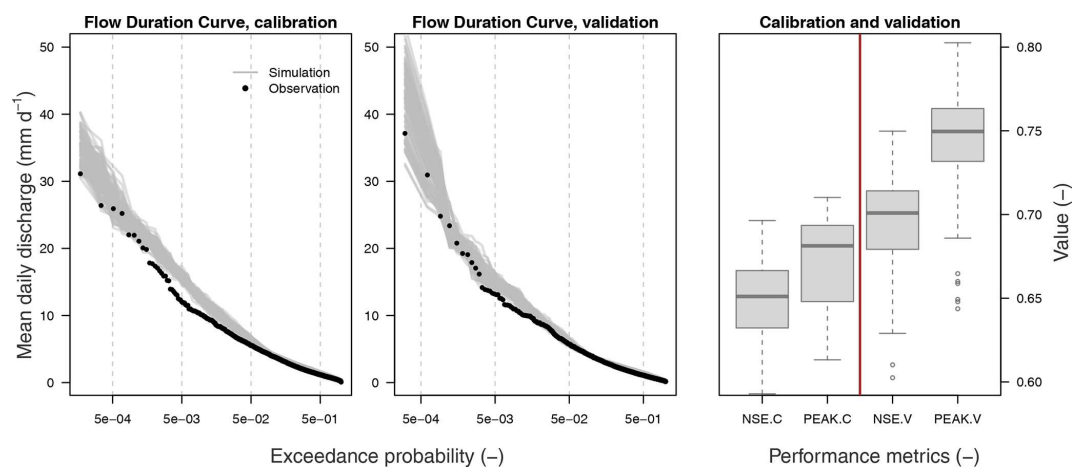 Flow Duration Curve, calibration
Flow Duration Curve, validation
Calibration and validation
Mean daily discharge (mm d⁻¹)
50
40
30
20
10
0
Simulation
Observation
5e−04
5e−03
5e−02
5e−01
50
40
30
20
10
0
5e−04
5e−03
5e−02
5e−01
Exceedance probability (−)
0.80
0.75
0.70
0.65
0.60
Value (−)
NSE.C
PEAK.C
NSE.V
PEAK.V
Performance metrics (−)